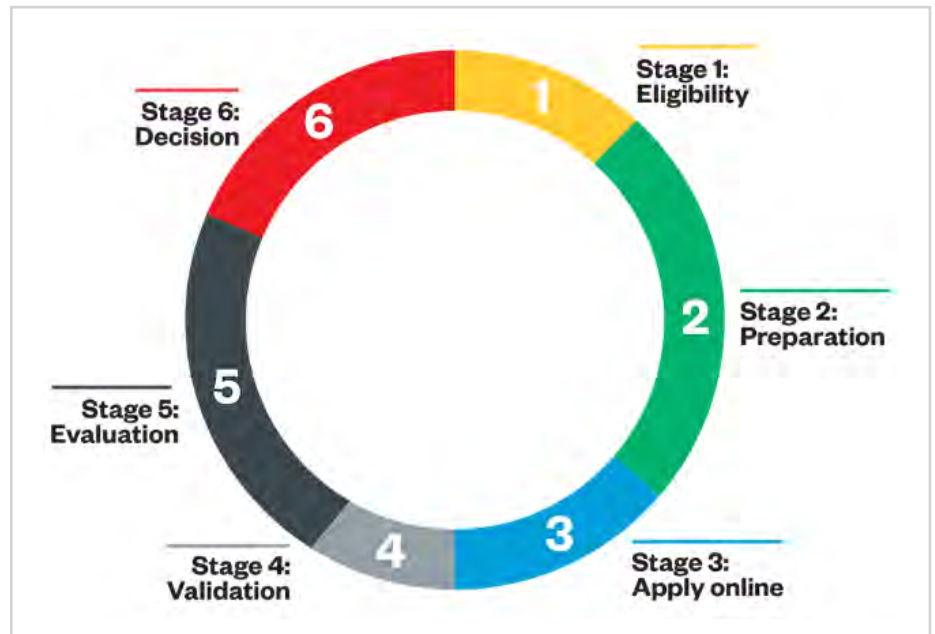 1
Stage 1:
Eligibility
2
Stage 2:
Preparation
3
Stage 3:
Apply online
4
Stage 4:
Validation
5
Stage 5:
Evaluation
6
Stage 6:
Decision